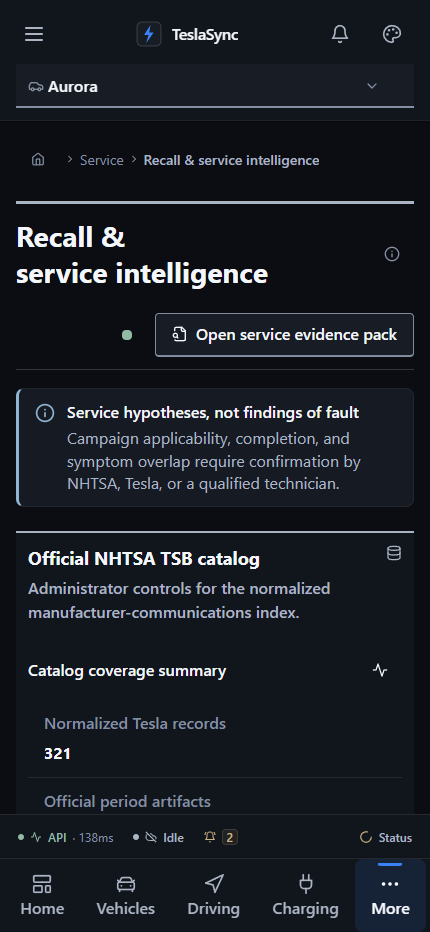 TeslaSync
Aurora
Service
Recall & service intelligence
Recall &
service intelligence
Open service evidence pack
Service hypotheses, not findings of fault
Campaign applicability, completion, and
symptom overlap require confirmation by
NHTSA, Tesla, or a qualified technician.
Official NHTSA TSB catalog
Administrator controls for the normalized
manufacturer-communications index.
Catalog coverage summary
Normalized Tesla records
321
Official period artifacts
API · 138ms
Idle
2
Status
Home
Vehicles
Driving
Charging
More